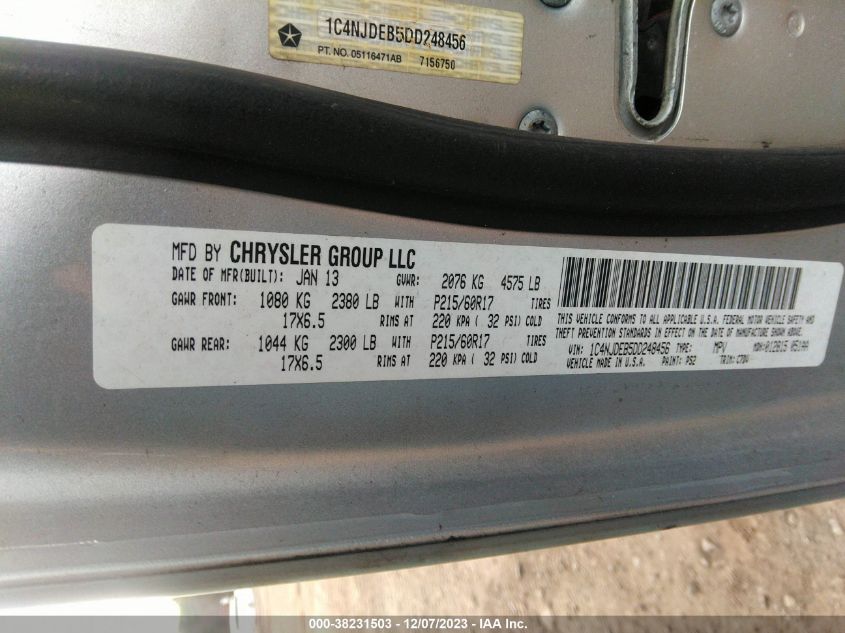 1C4NJDEB5DD248456
PT. NO. 05116471AB 7156750
MFD BY CHRYSLER GROUP LLC
DATE OF MFR(BUILT): JAN 13 GVWR: 2076 KG 4575 LB
GAWR FRONT: 1080 KG 2380 LB WITH P215/60R17 TIRES
17X6.5 RIMS AT 220 KPA ( 32 PSI) COLD
GAWR REAR: 1044 KG 2300 LB WITH P215/60R17 TIRES
17X6.5 RIMS AT 220 KPA ( 32 PSI) COLD
THIS VEHICLE CONFORMS TO ALL APPLICABLE U.S.A. FEDERAL MOTOR VEHICLE SAFETY AND
THEFT PREVENTION STANDARDS IN EFFECT ON THE DATE OF MANUFACTURE SHOWN ABOVE.
VIN: 1C4NJDEB5DD248456 TYPE: MPV MDH:012815 051AA
VEHICLE MADE IN U.S.A. PAINT: PS2 TRIM:
000-38231503 - 12/07/2023 - IAA Inc.